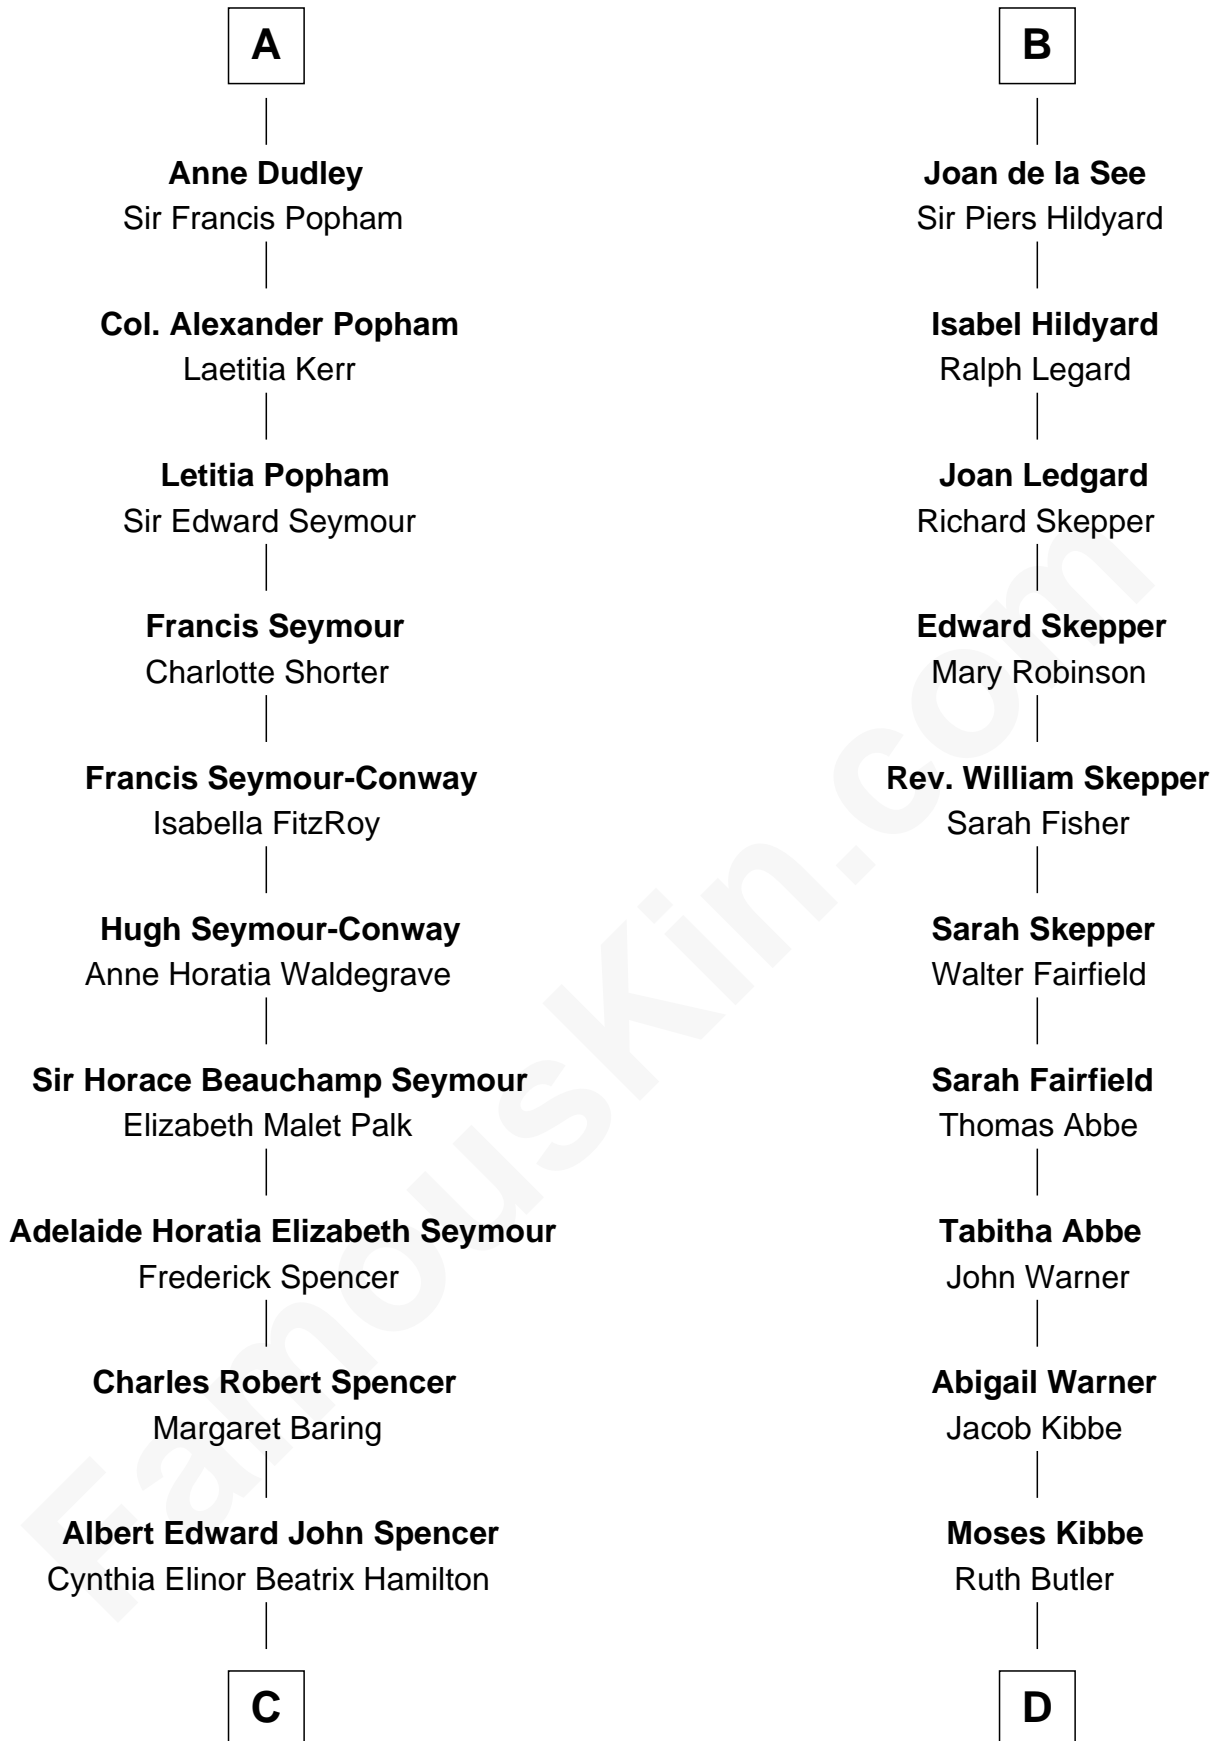 A
Anne Dudley
Sir Francis Popham
Col. Alexander Popham
Laetitia Kerr
Letitia Popham
Sir Edward Seymour
Francis Seymour
Charlotte Shorter
Francis Seymour-Conway
Isabella FitzRoy
Hugh Seymour-Conway
Anne Horatia Waldegrave
Sir Horace Beauchamp Seymour
Elizabeth Malet Palk
Adelaide Horatia Elizabeth Seymour
Frederick Spencer
Charles Robert Spencer
Margaret Baring
Albert Edward John Spencer
Cynthia Elinor Beatrix Hamilton
C
B
Joan de la See
Sir Piers Hildyard
Isabel Hildyard
Ralph Legard
Joan Ledgard
Richard Skepper
Edward Skepper
Mary Robinson
Rev. William Skepper
Sarah Fisher
Sarah Skepper
Walter Fairfield
Sarah Fairfield
Thomas Abbe
Tabitha Abbe
John Warner
Abigail Warner
Jacob Kibbe
Moses Kibbe
Ruth Butler
D
FamousKin.com